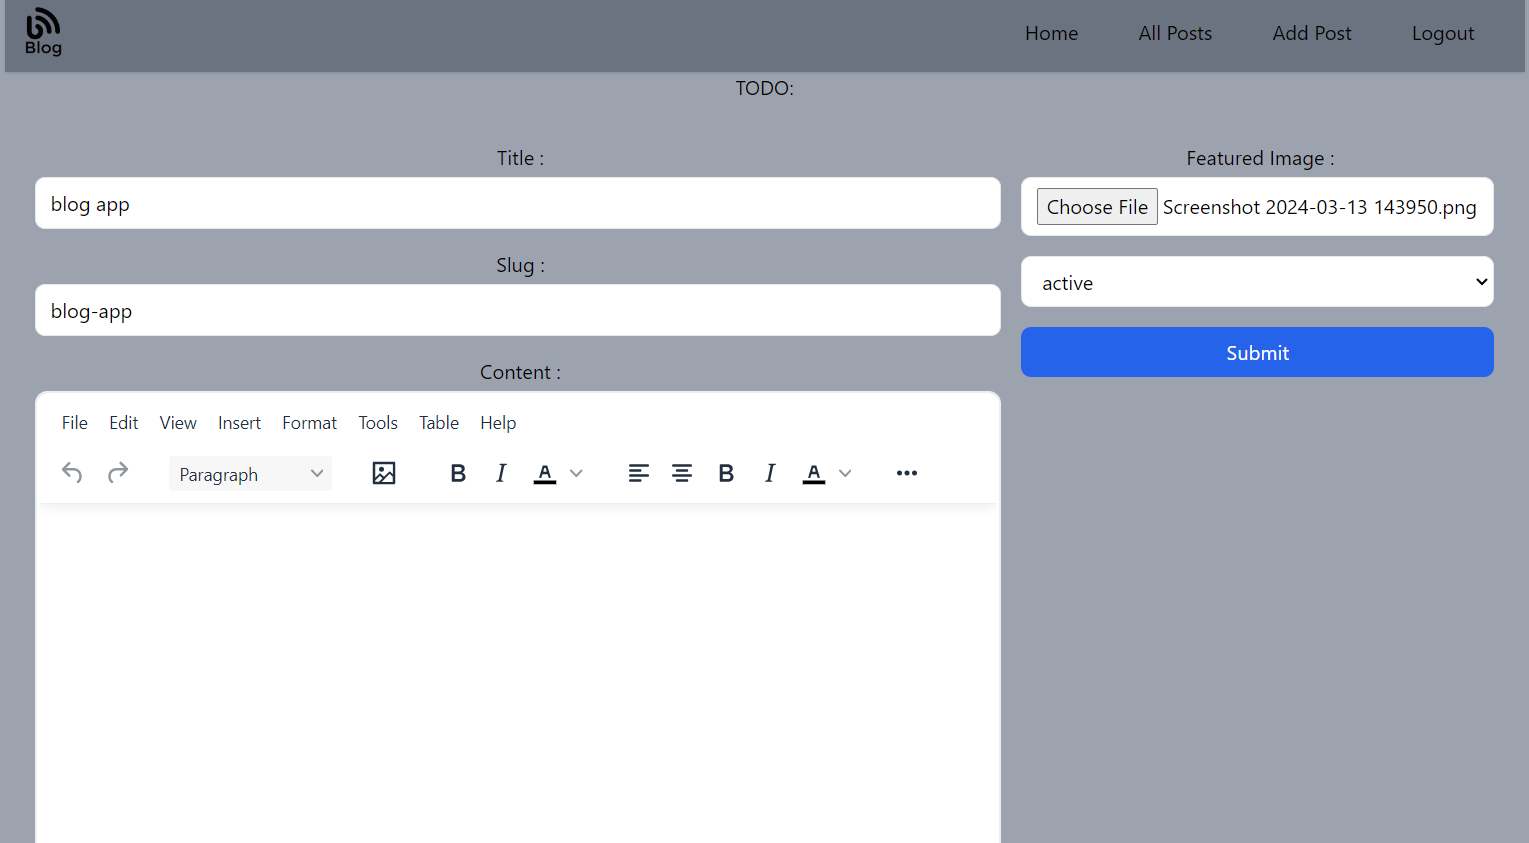 Blog
Home All Posts Add Post Logout
TODO:
Title :
blog app
Slug :
blog-app
Content :
File Edit View Insert Format Tools Table Help
Paragraph B I A B I A
Featured Image :
Choose File Screenshot 2024-03-13 143950.png
active
Submit